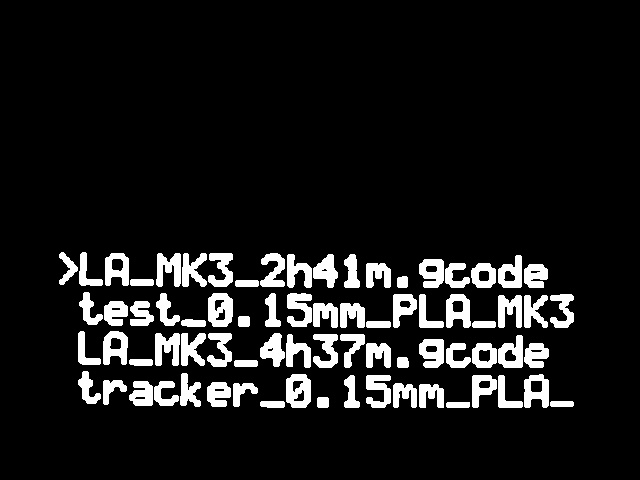 >LA_MK3_2h41m.gcode
test_0.15mm_PLA_MK3
LA_MK3_4h37m.gcode
tracker_0.15mm_PLA_